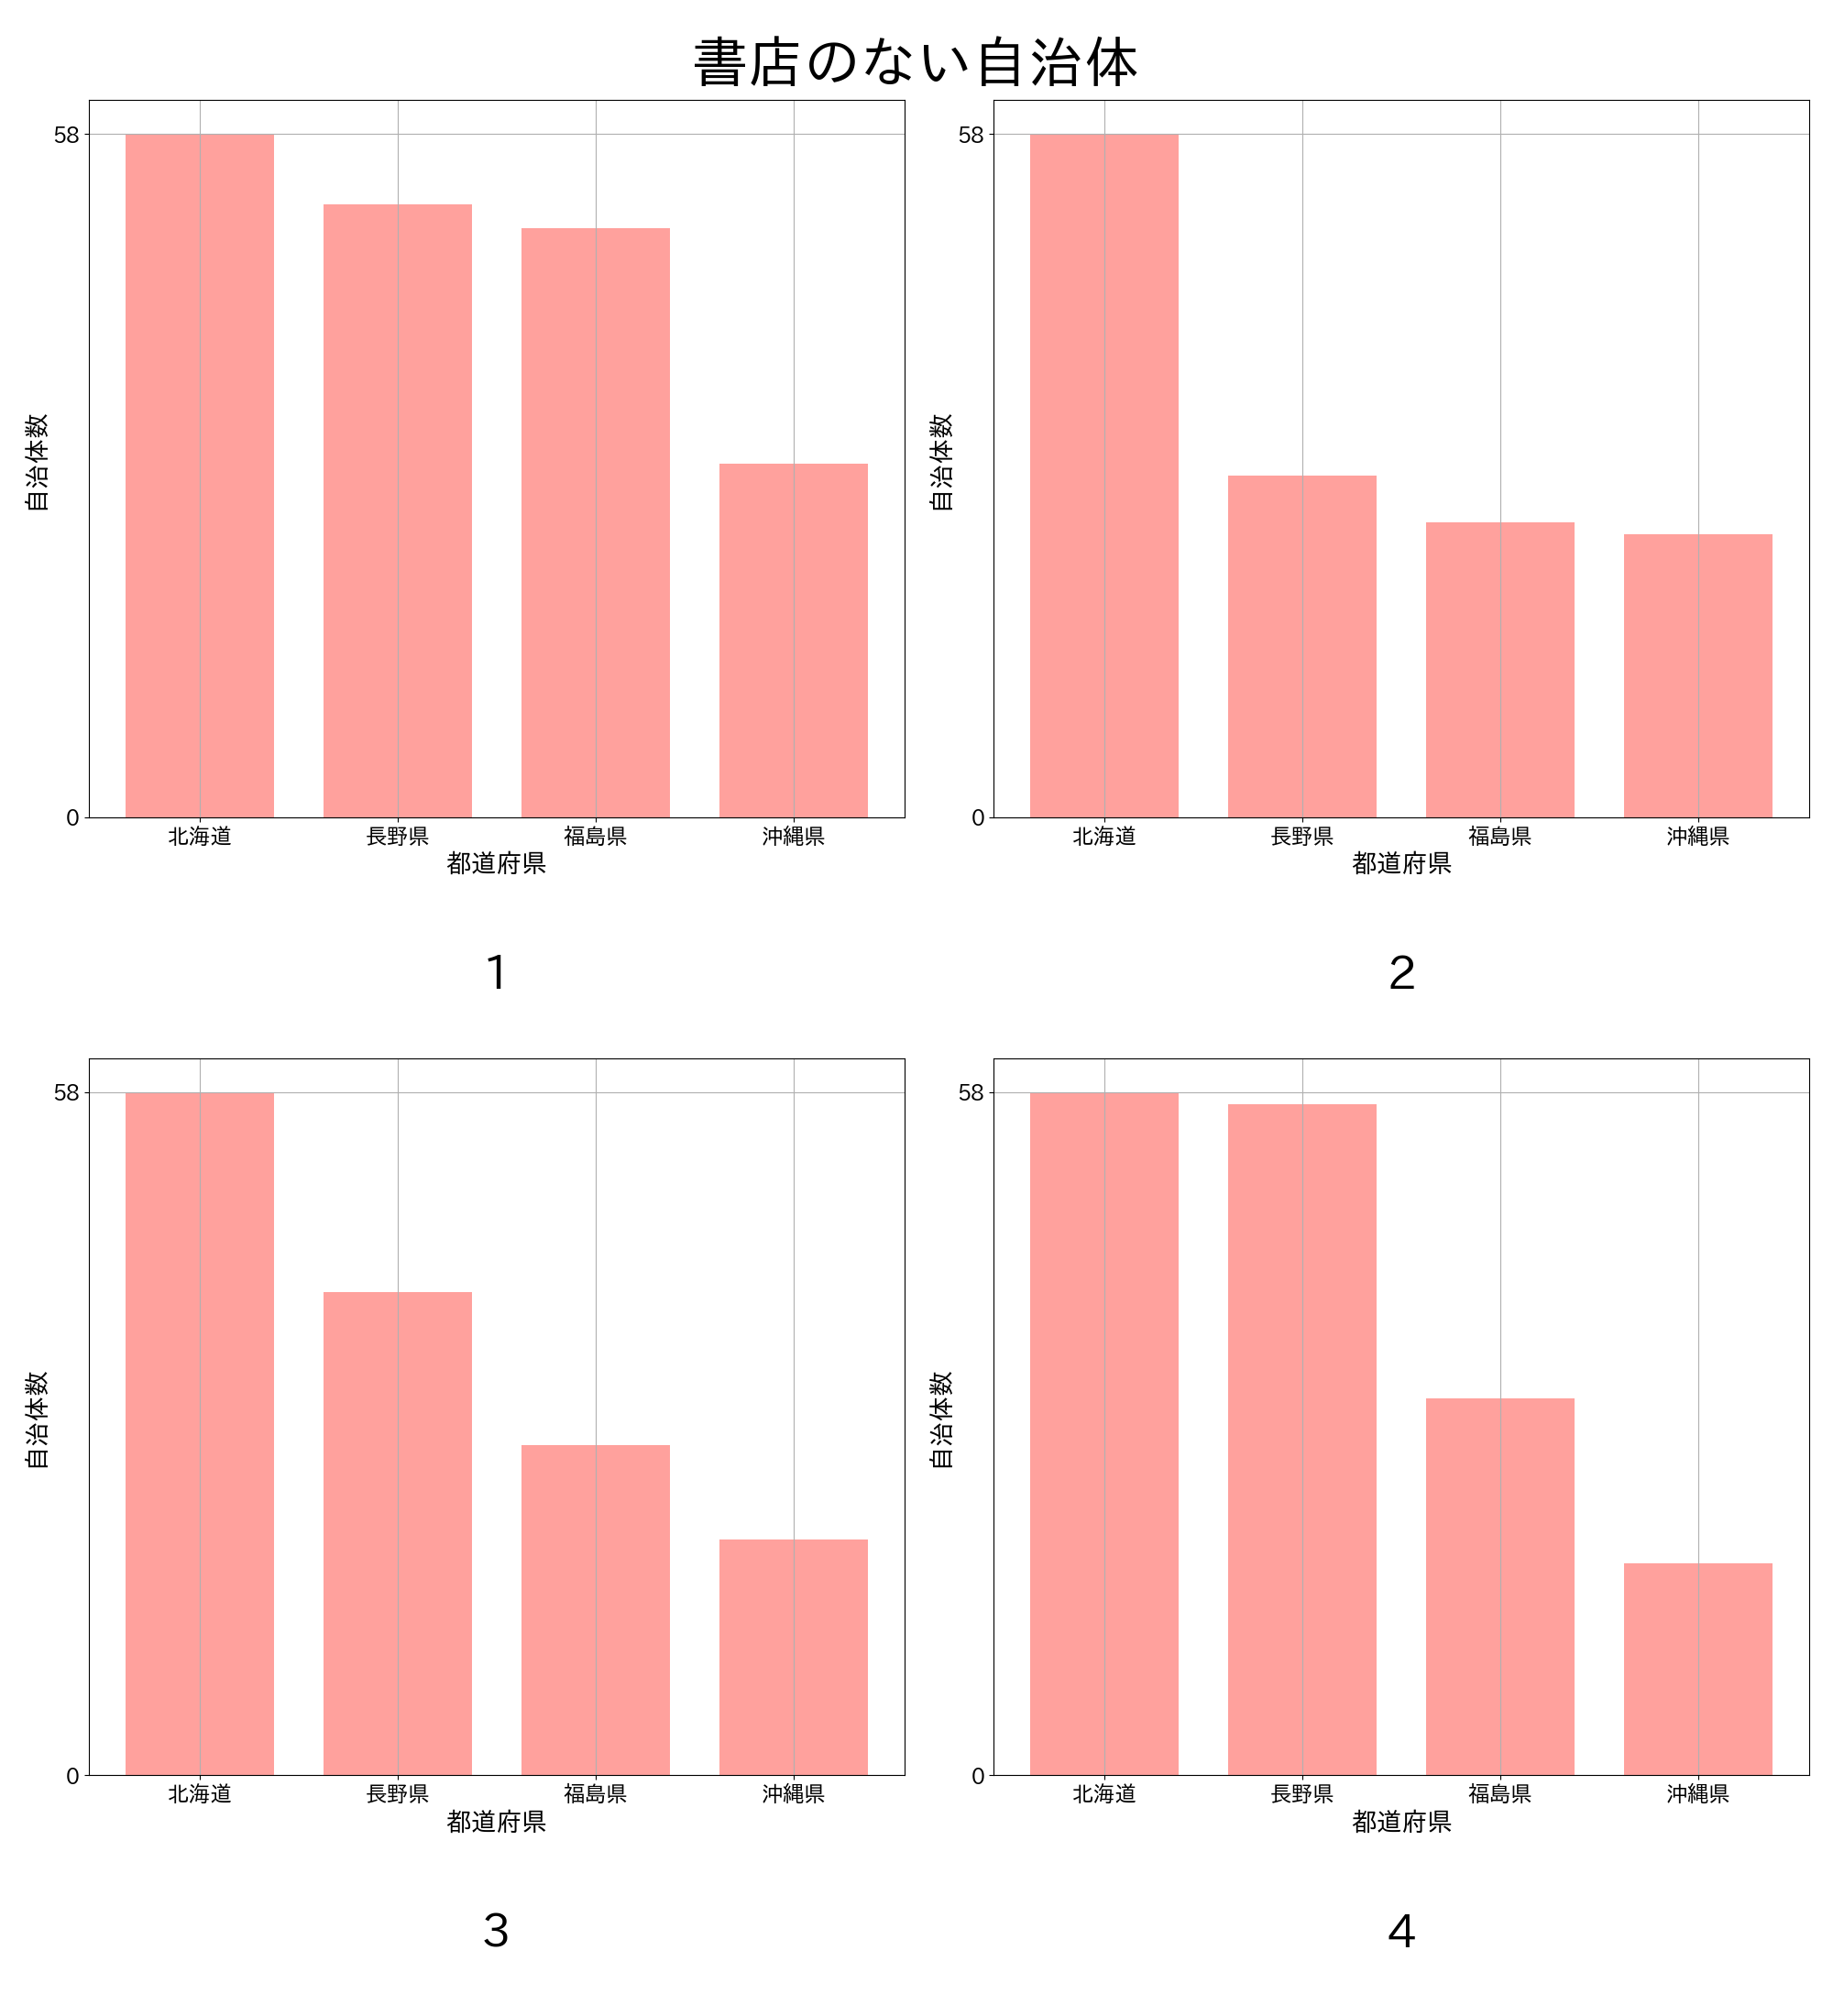 書店のない自治体
58
0
自治体数
北海道 長野県 福島県 沖縄県
都道府県
1
58
0
自治体数
北海道 長野県 福島県 沖縄県
都道府県
2
58
0
自治体数
北海道 長野県 福島県 沖縄県
都道府県
3
58
0
自治体数
北海道 長野県 福島県 沖縄県
都道府県
4